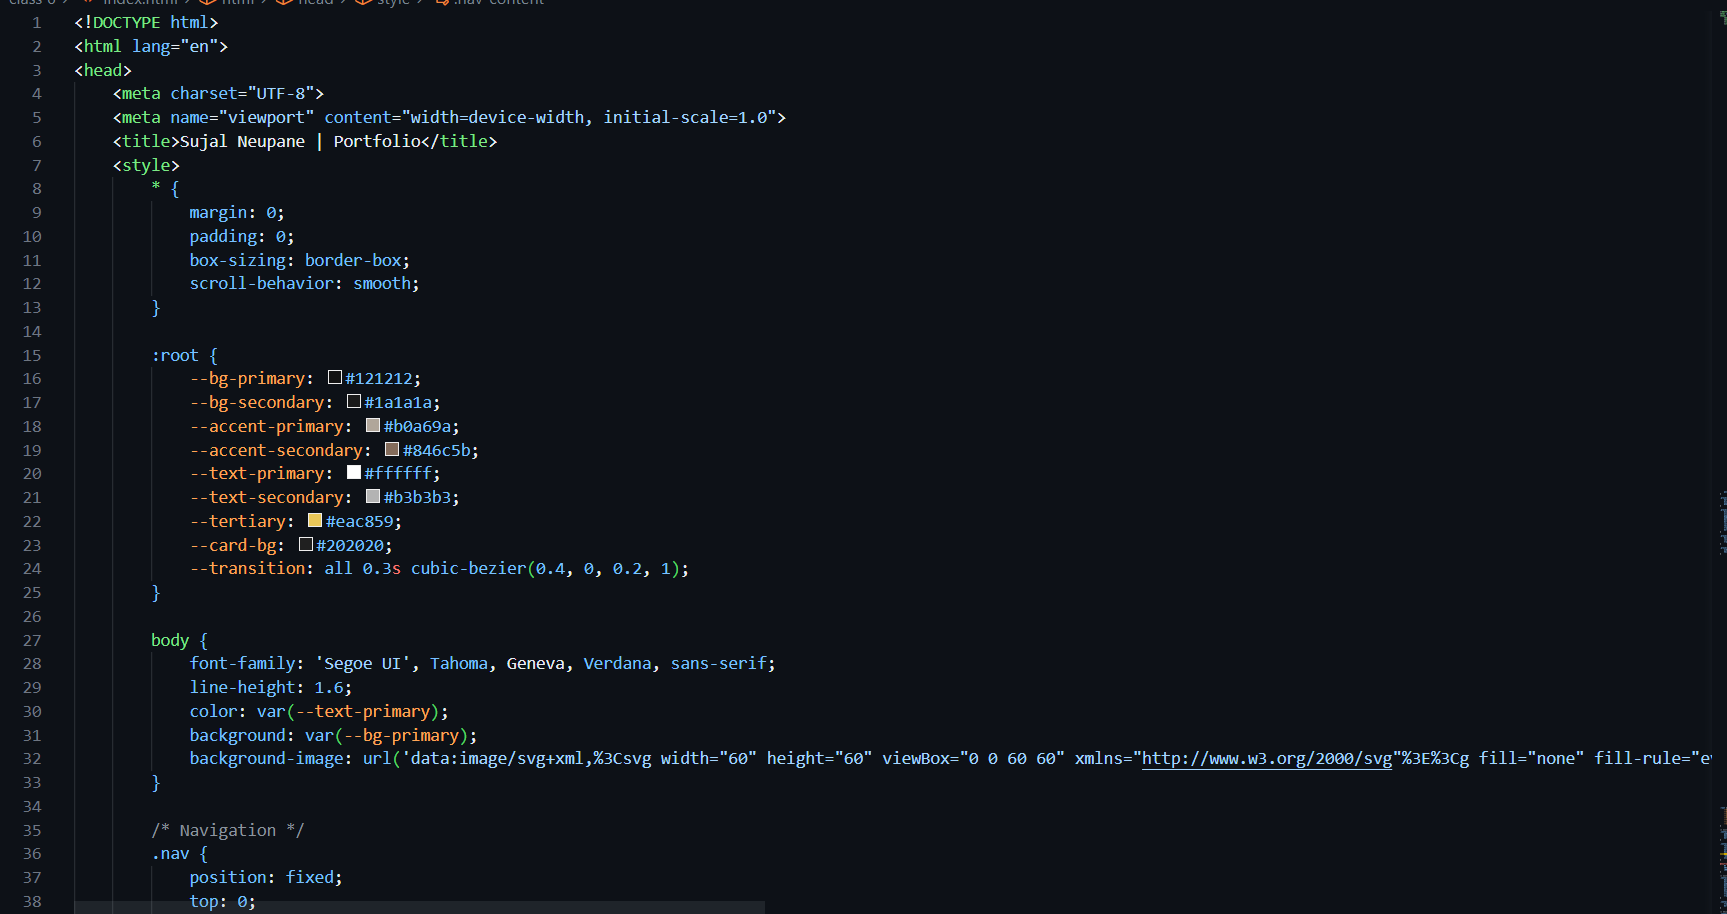 class 6 > index.html > html > head > style > .nav-content
1 <!DOCTYPE html>
2 <html lang="en">
3 <head>
4 <meta charset="UTF-8">
5 <meta name="viewport" content="width=device-width, initial-scale=1.0">
6 <title>Sujal Neupane | Portfolio</title>
7 <style>
8 * {
9 margin: 0;
10 padding: 0;
11 box-sizing: border-box;
12 scroll-behavior: smooth;
13 }
14
15 :root {
16 --bg-primary: #121212;
17 --bg-secondary: #1a1a1a;
18 --accent-primary: #b0a69a;
19 --accent-secondary: #846c5b;
20 --text-primary: #ffffff;
21 --text-secondary: #b3b3b3;
22 --tertiary: #eac859;
23 --card-bg: #202020;
24 --transition: all 0.3s cubic-bezier(0.4, 0, 0.2, 1);
25 }
26
27 body {
28 font-family: 'Segoe UI', Tahoma, Geneva, Verdana, sans-serif;
29 line-height: 1.6;
30 color: var(--text-primary);
31 background: var(--bg-primary);
32 background-image: url('data:image/svg+xml,%3Csvg width="60" height="60" viewBox="0 0 60 60" xmlns="http://www.w3.org/2000/svg"%3E%3Cg fill="none" fill-rule="ev
33 }
34
35 /* Navigation */
36 .nav {
37 position: fixed;
38 top: 0;